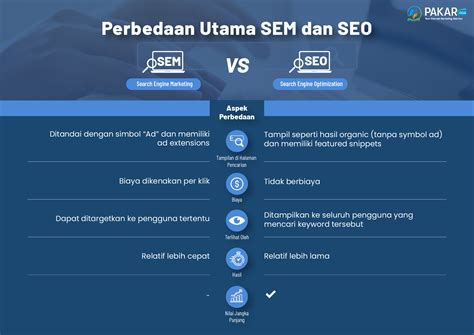 PAKAR
Perbedaan Utama SEM dan SEO
SEM
VS
SEO
Search Engine Marketing
Search Engine Optimization
Aspek
Perbedaan
Ditandai dengan simbol “Ad” dan memiliki
ad extensions
Tampilan di Halaman
Pencarian
Tampil seperti hasil organic (tanpa symbol ad)
dan memiliki featured snippets
Biaya dikenakan per klik
Biaya
Tidak berbiaya
Dapat ditargetkan ke pengguna tertentu
Terlihat Oleh
Ditampilkan ke seluruh pengguna yang
mencari keyword tersebut
Relatif lebih cepat
Hasil
Relatif lebih lama
-
Nilai Jangka
Panjang
✓